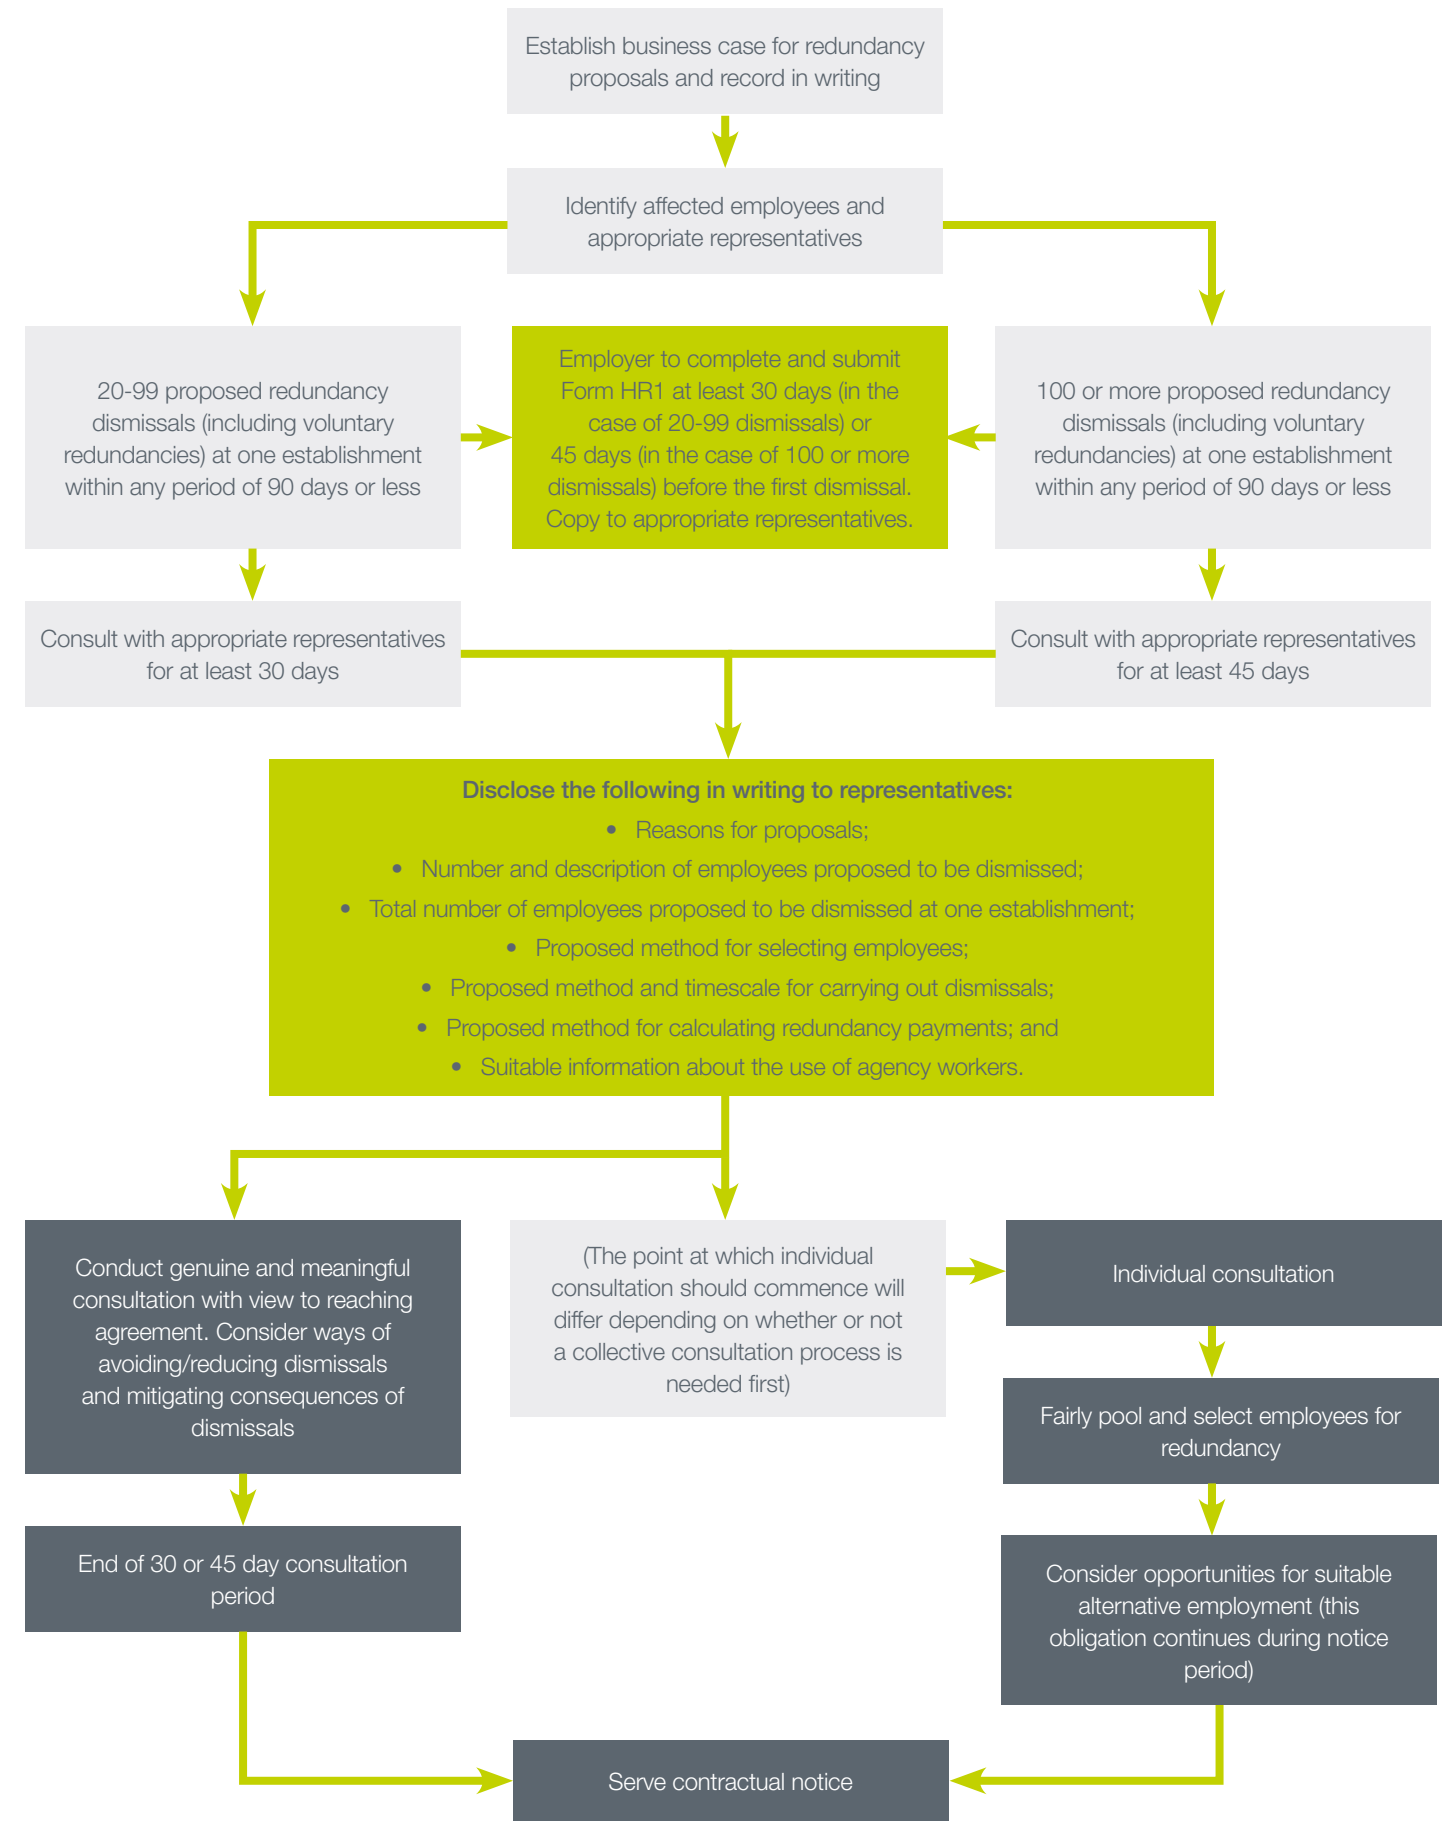 Establish business case for redundancy
proposals and record in writing
Identify affected employees and
appropriate representatives
20-99 proposed redundancy
dismissals (including voluntary
redundancies) at one establishment
within any period of 90 days or less
Employer to complete and submit
Form HR1 at least 30 days (in the
case of 20-99 dismissals) or
45 days (in the case of 100 or more
dismissals) before the first dismissal.
Copy to appropriate representatives.
100 or more proposed redundancy
dismissals (including voluntary
redundancies) at one establishment
within any period of 90 days or less
Consult with appropriate representatives
for at least 30 days
Consult with appropriate representatives
for at least 45 days
Disclose the following in writing to representatives:
• Reasons for proposals;
• Number and description of employees proposed to be dismissed;
• Total number of employees proposed to be dismissed at one establishment;
• Proposed method for selecting employees;
• Proposed method and timescale for carrying out dismissals;
• Proposed method for calculating redundancy payments; and
• Suitable information about the use of agency workers.
Conduct genuine and meaningful
consultation with view to reaching
agreement. Consider ways of
avoiding/reducing dismissals
and mitigating consequences of
dismissals
(The point at which individual
consultation should commence will
differ depending on whether or not
a collective consultation process is
needed first)
Individual consultation
Fairly pool and select employees for
redundancy
End of 30 or 45 day consultation
period
Consider opportunities for suitable
alternative employment (this
obligation continues during notice
period)
Serve contractual notice